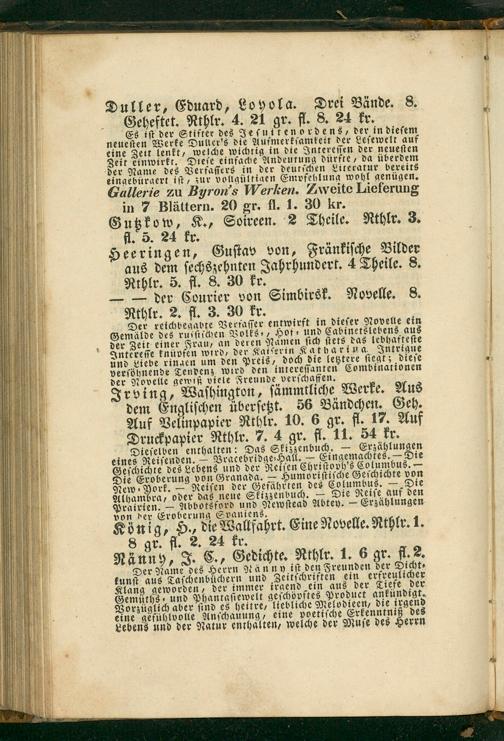 Duller, Eduard, Loyola. Drei Bände. 8.
Geheftet. Rthlr. 4. 21 gr. fl. 8. 24 kr.
Es ist der Stifter des Jesuitenordens, der in diesem
neuesten Werke Duller's die Aufmerksamkeit der Lesewelt auf
eine Zeit lenkt, welche wichtig in die Interessen der neuesten
Zeit einwirkt. Diese einfache Andeutung dürfte, da überdem
der Name des Verfassers in der deutschen Literatur bereits
eingebürgert ist, zur vollgültigen Empfehlung wohl genügen.
Gallerie zu Byron's Werken. Zweite Lieferung
in 7 Blättern. 20 gr. fl. 1. 30 kr.
Gutzkow, K., Soireen. 2 Theile. Rthlr. 3.
fl. 5. 24 kr.
Heeringen, Gustav von, Fränkische Bilder
aus dem sechszehnten Jahrhundert. 4 Theile. 8.
Rthlr. 5. fl. 8. 30 kr.
— — der Courier von Simbirsk. Novelle. 8.
Rthlr. 2. fl. 3. 30 kr.
Der reichbegabte Verfasser entwirft in dieser Novelle ein
Gemälde des russischen Volks-, Hof- und Cabinetslebens aus
der Zeit einer Frau, an deren Namen sich stets das lebhafteste
Interesse knüpfen wird, der Kaiserin Katharina. Intrigue
und Liebe ringen um den Preis, doch die letztere siegt; diese
versöhnende Tendenz wird den interessanten Combinationen
der Novelle gewiß viele Freunde verschaffen.
Irving, Washington, sämmtliche Werke. Aus
dem Englischen übersetzt. 56 Bändchen. Geh.
Auf Velinpapier Rthlr. 10. 6 gr. fl. 17. Auf
Druckpapier Rthlr. 7. 4 gr. fl. 11. 54 kr.
Dieselben enthalten: Das Skizzenbuch. — Erzählungen
eines Reisenden. — Bracebridge-Hall. — Eingemachtes. — Die
Geschichte des Lebens und der Reisen Christoph's Columbus. —
Die Eroberung von Granada. — Humoristische Geschichte von
New-York. — Reisen der Gefährten des Columbus. — Die
Alhambra, oder das neue Skizzenbuch. — Die Reise auf den
Prairien. — Abbotsford und Newstead Abtey. — Erzählungen
von der Eroberung Spaniens.
König, H., die Wallfahrt. Eine Novelle. Rthlr. 1.
8 gr. fl. 2. 24 kr.
Nänny, J. C., Gedichte. Rthlr. 1. 6 gr. fl. 2.
Der Name des Herrn Nänny ist den Freunden der Dicht-
kunst aus Taschenbüchern und Zeitschriften ein erfreulicher
Klang geworden, der immer irgend ein aus der Tiefe der
Gemüths- und Phantasiewelt geschöpftes Product ankündigt.
Vorzüglich aber sind es heitre, liebliche Melodieen, die irgend
eine gefühlvolle Anschauung, eine poetische Erkenntniß des
Lebens und der Natur enthalten, welche der Muse des Herrn